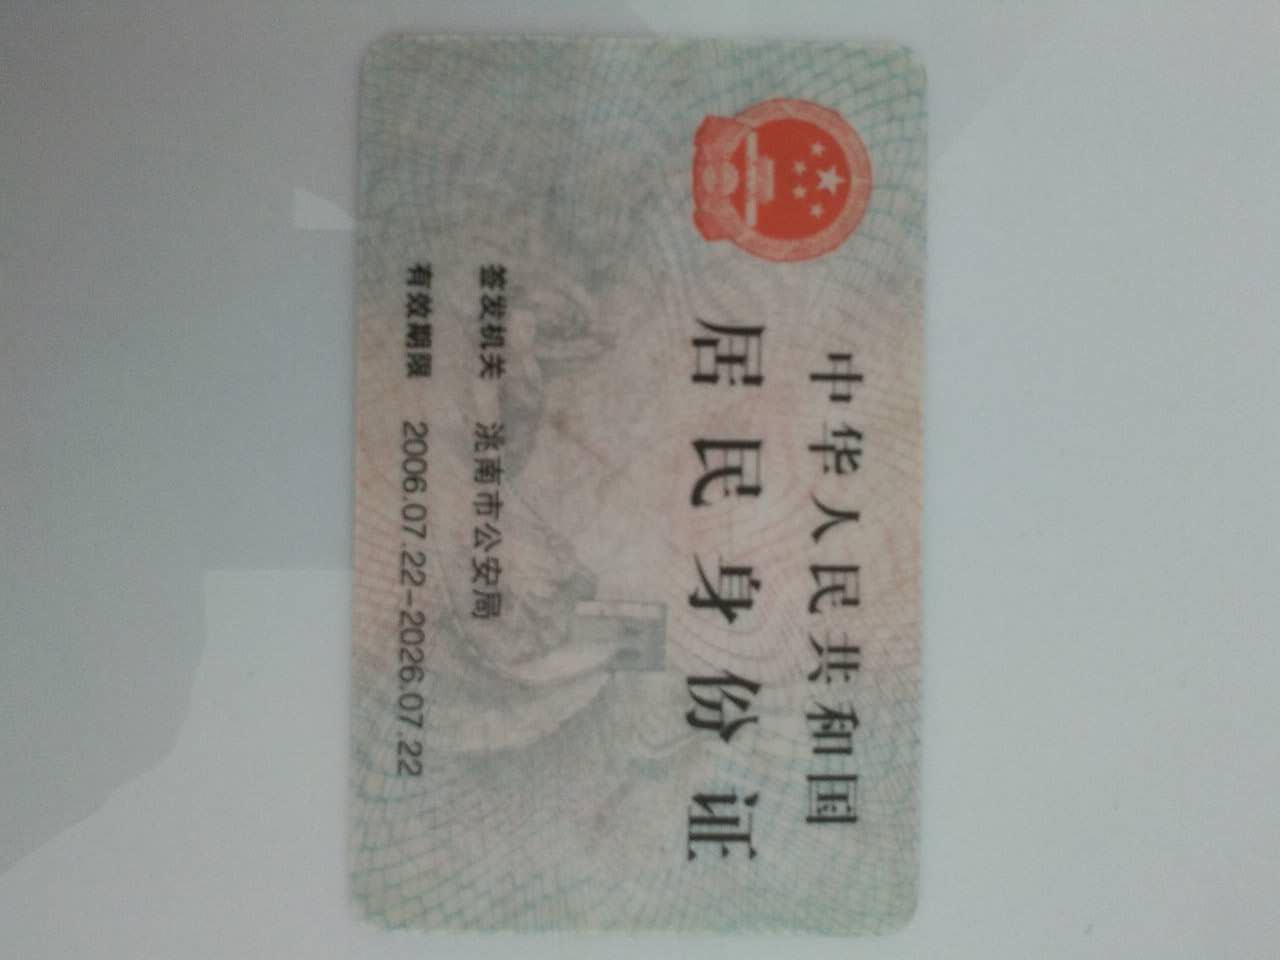 中华人民共和国
居民身份证
签发机关 洮南市公安局
有效期限 2006.07.22-2026.07.22